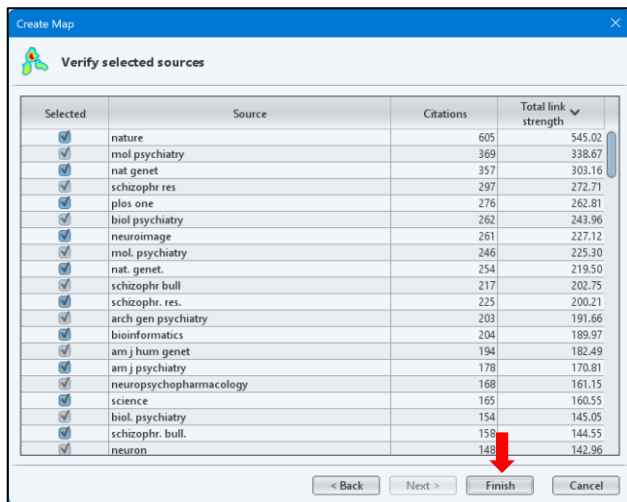 Create Map
Verify selected sources
Selected Source Citations Total link strength
nature 605 545.02
mol psychiatry 369 338.67
nat genet 357 303.16
schizophr res 297 272.71
plos one 276 262.81
biol psychiatry 262 243.96
neuroimage 261 227.12
mol. psychiatry 246 225.30
nat. genet. 254 219.50
schizophr bull 217 202.75
schizophr. res. 225 200.21
arch gen psychiatry 203 191.66
bioinformatics 204 189.97
am j hum genet 194 182.49
am j psychiatry 178 170.81
neuropsychopharmacology 168 161.15
science 165 160.55
biol. psychiatry 154 145.05
schizophr. bull. 158 144.55
neuron 148 142.96
< Back Next > Finish Cancel